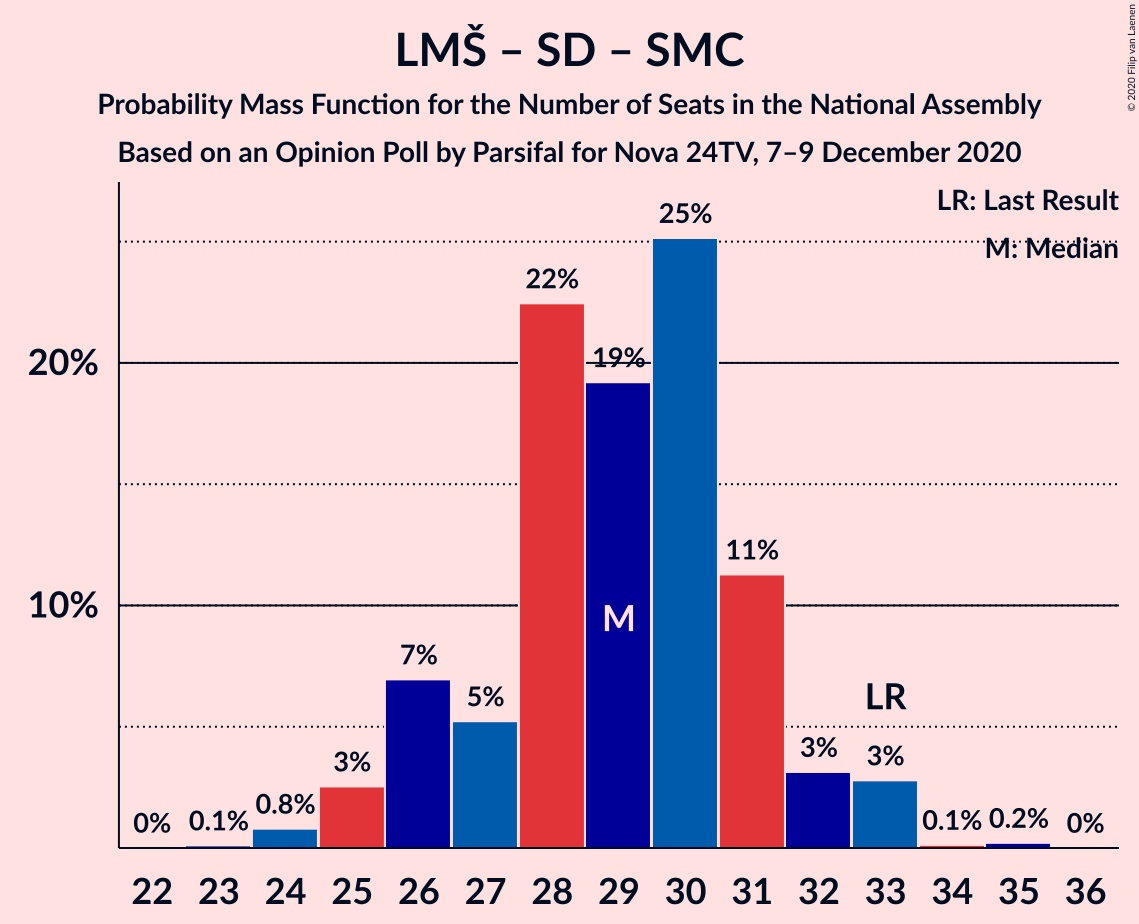 LMŠ – SD – SMC
Probability Mass Function for the Number of Seats in the National Assembly
Based on an Opinion Poll by Parsifal for Nova 24TV, 7–9 December 2020
© 2020 Filip van Laenen
LR: Last Result
M: Median
20%
10%
0%
0.1%
0.8%
3%
7%
5%
22%
19%
25%
11%
3%
3%
0.1%
0.2%
0%
M
LR
22 23 24 25 26 27 28 29 30 31 32 33 34 35 36